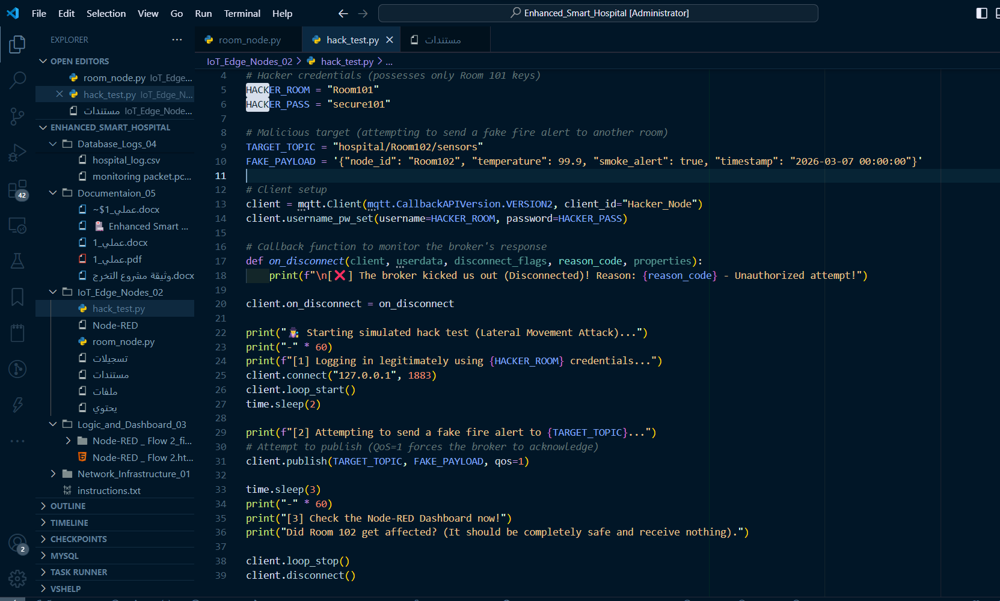 File Edit Selection View Go Run Terminal Help
Enhanced_Smart_Hospital [Administrator]
EXPLORER
OPEN EDITORS
room_node.py IoT_Edge...
hack_test.py IoT_Edge_N...
مستندات IoT_Edge_Node...
ENHANCED_SMART_HOSPITAL
Database_Logs_04
hospital_log.csv
monitoring packet.pc...
Documentaion_05
~$عملي_1.docx
Enhanced Smart ...
عملي_1.docx
عملي_1.pdf
وثيقة مشروع التخرج.docx
IoT_Edge_Nodes_02
hack_test.py
Node-RED
room_node.py
تسجيلات
مستندات
ملفات
يحتوي
Logic_and_Dashboard_03
Node-RED _ Flow 2_fi...
Node-RED _ Flow 2.ht...
Network_Infrastructure_01
instructions.txt
OUTLINE
TIMELINE
CHECKPOINTS
MYSQL
TASK RUNNER
VSHELP
42
2
room_node.py
hack_test.py
مستندات
IoT_Edge_Nodes_02 > hack_test.py > ...
4 # Hacker credentials (possesses only Room 101 keys)
5 HACKER_ROOM = "Room101"
6 HACKER_PASS = "secure101"
7
8 # Malicious target (attempting to send a fake fire alert to another room)
9 TARGET_TOPIC = "hospital/Room102/sensors"
10 FAKE_PAYLOAD = '{"node_id": "Room102", "temperature": 99.9, "smoke_alert": true, "timestamp": "2026-03-07 00:00:00"}'
11
12 # Client setup
13 client = mqtt.Client(mqtt.CallbackAPIVersion.VERSION2, client_id="Hacker_Node")
14 client.username_pw_set(username=HACKER_ROOM, password=HACKER_PASS)
15
16 # Callback function to monitor the broker's response
17 def on_disconnect(client, userdata, disconnect_flags, reason_code, properties):
18 print(f"\n[❌] The broker kicked us out (Disconnected)! Reason: {reason_code} - Unauthorized attempt!")
19
20 client.on_disconnect = on_disconnect
21
22 print("🕵️ Starting simulated hack test (Lateral Movement Attack)...")
23 print("-" * 60)
24 print(f"[1] Logging in legitimately using {HACKER_ROOM} credentials...")
25 client.connect("127.0.0.1", 1883)
26 client.loop_start()
27 time.sleep(2)
28
29 print(f"[2] Attempting to send a fake fire alert to {TARGET_TOPIC}...")
30 # Attempt to publish (QoS=1 forces the broker to acknowledge)
31 client.publish(TARGET_TOPIC, FAKE_PAYLOAD, qos=1)
32
33 time.sleep(3)
34 print("-" * 60)
35 print("[3] Check the Node-RED Dashboard now!")
36 print("Did Room 102 get affected? (It should be completely safe and receive nothing).")
37
38 client.loop_stop()
39 client.disconnect()